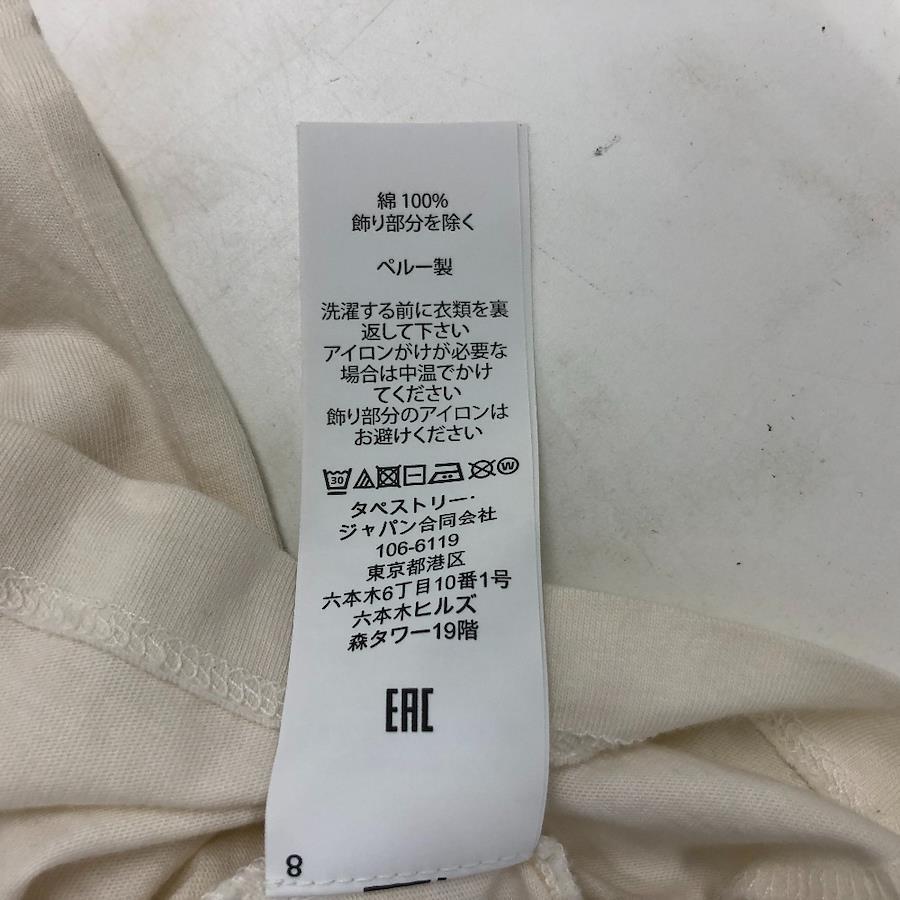 綿 100%
飾り部分を除く
ペルー製
洗濯する前に衣類を裏
返して下さい
アイロンがけが必要な
場合は中温でかけ
てください
飾り部分のアイロンは
お避けください
30 W
タペストリー・
ジャパン合同会社
106-6119
東京都港区
六本木6丁目10番1号
六本木ヒルズ
森タワー19階
EAC
8